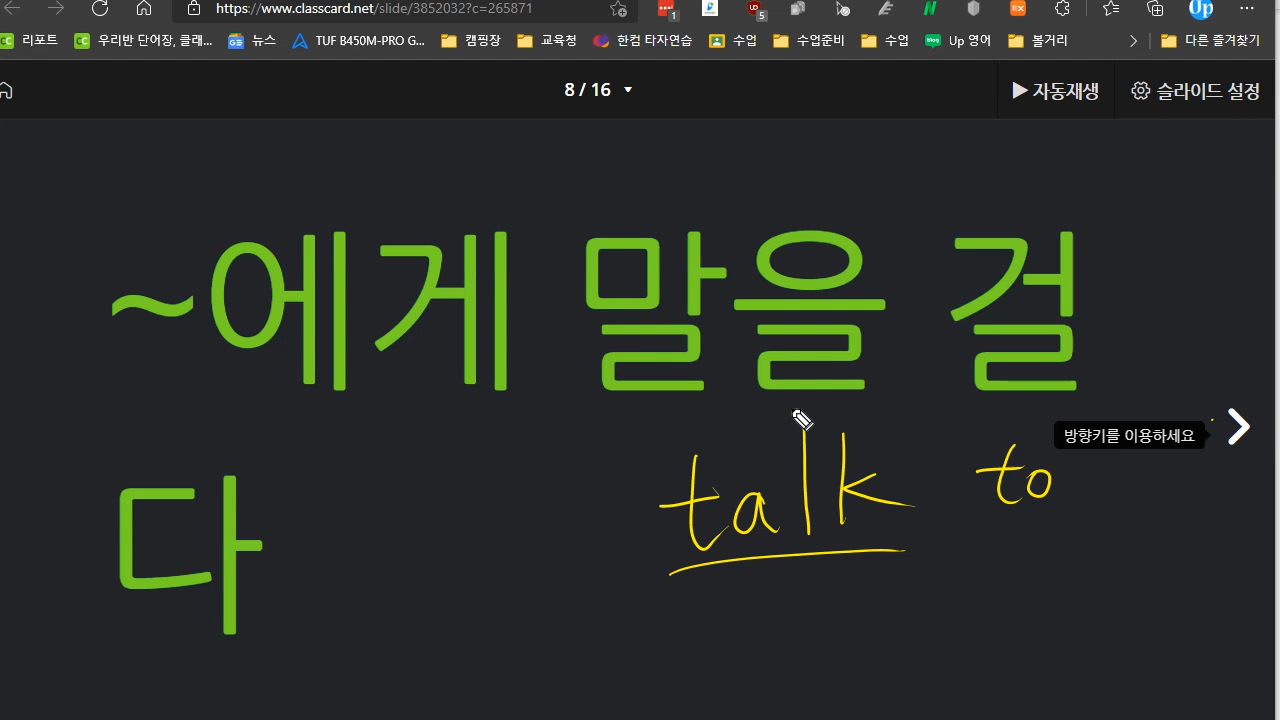 https://www.classcard.net/slide/3852032?c=265871
1
5
Up
리포트 우리반 단어장, 클래... 뉴스 TUF B450M-PRO G... 캠핑장 교육청 한컴 타자연습 수업 수업준비 수업 Up 영어 볼거리 다른 즐겨찾기
8 / 16
자동재생
슬라이드 설정
~에게 말을 걸
다
방향키를 이용하세요
talk to